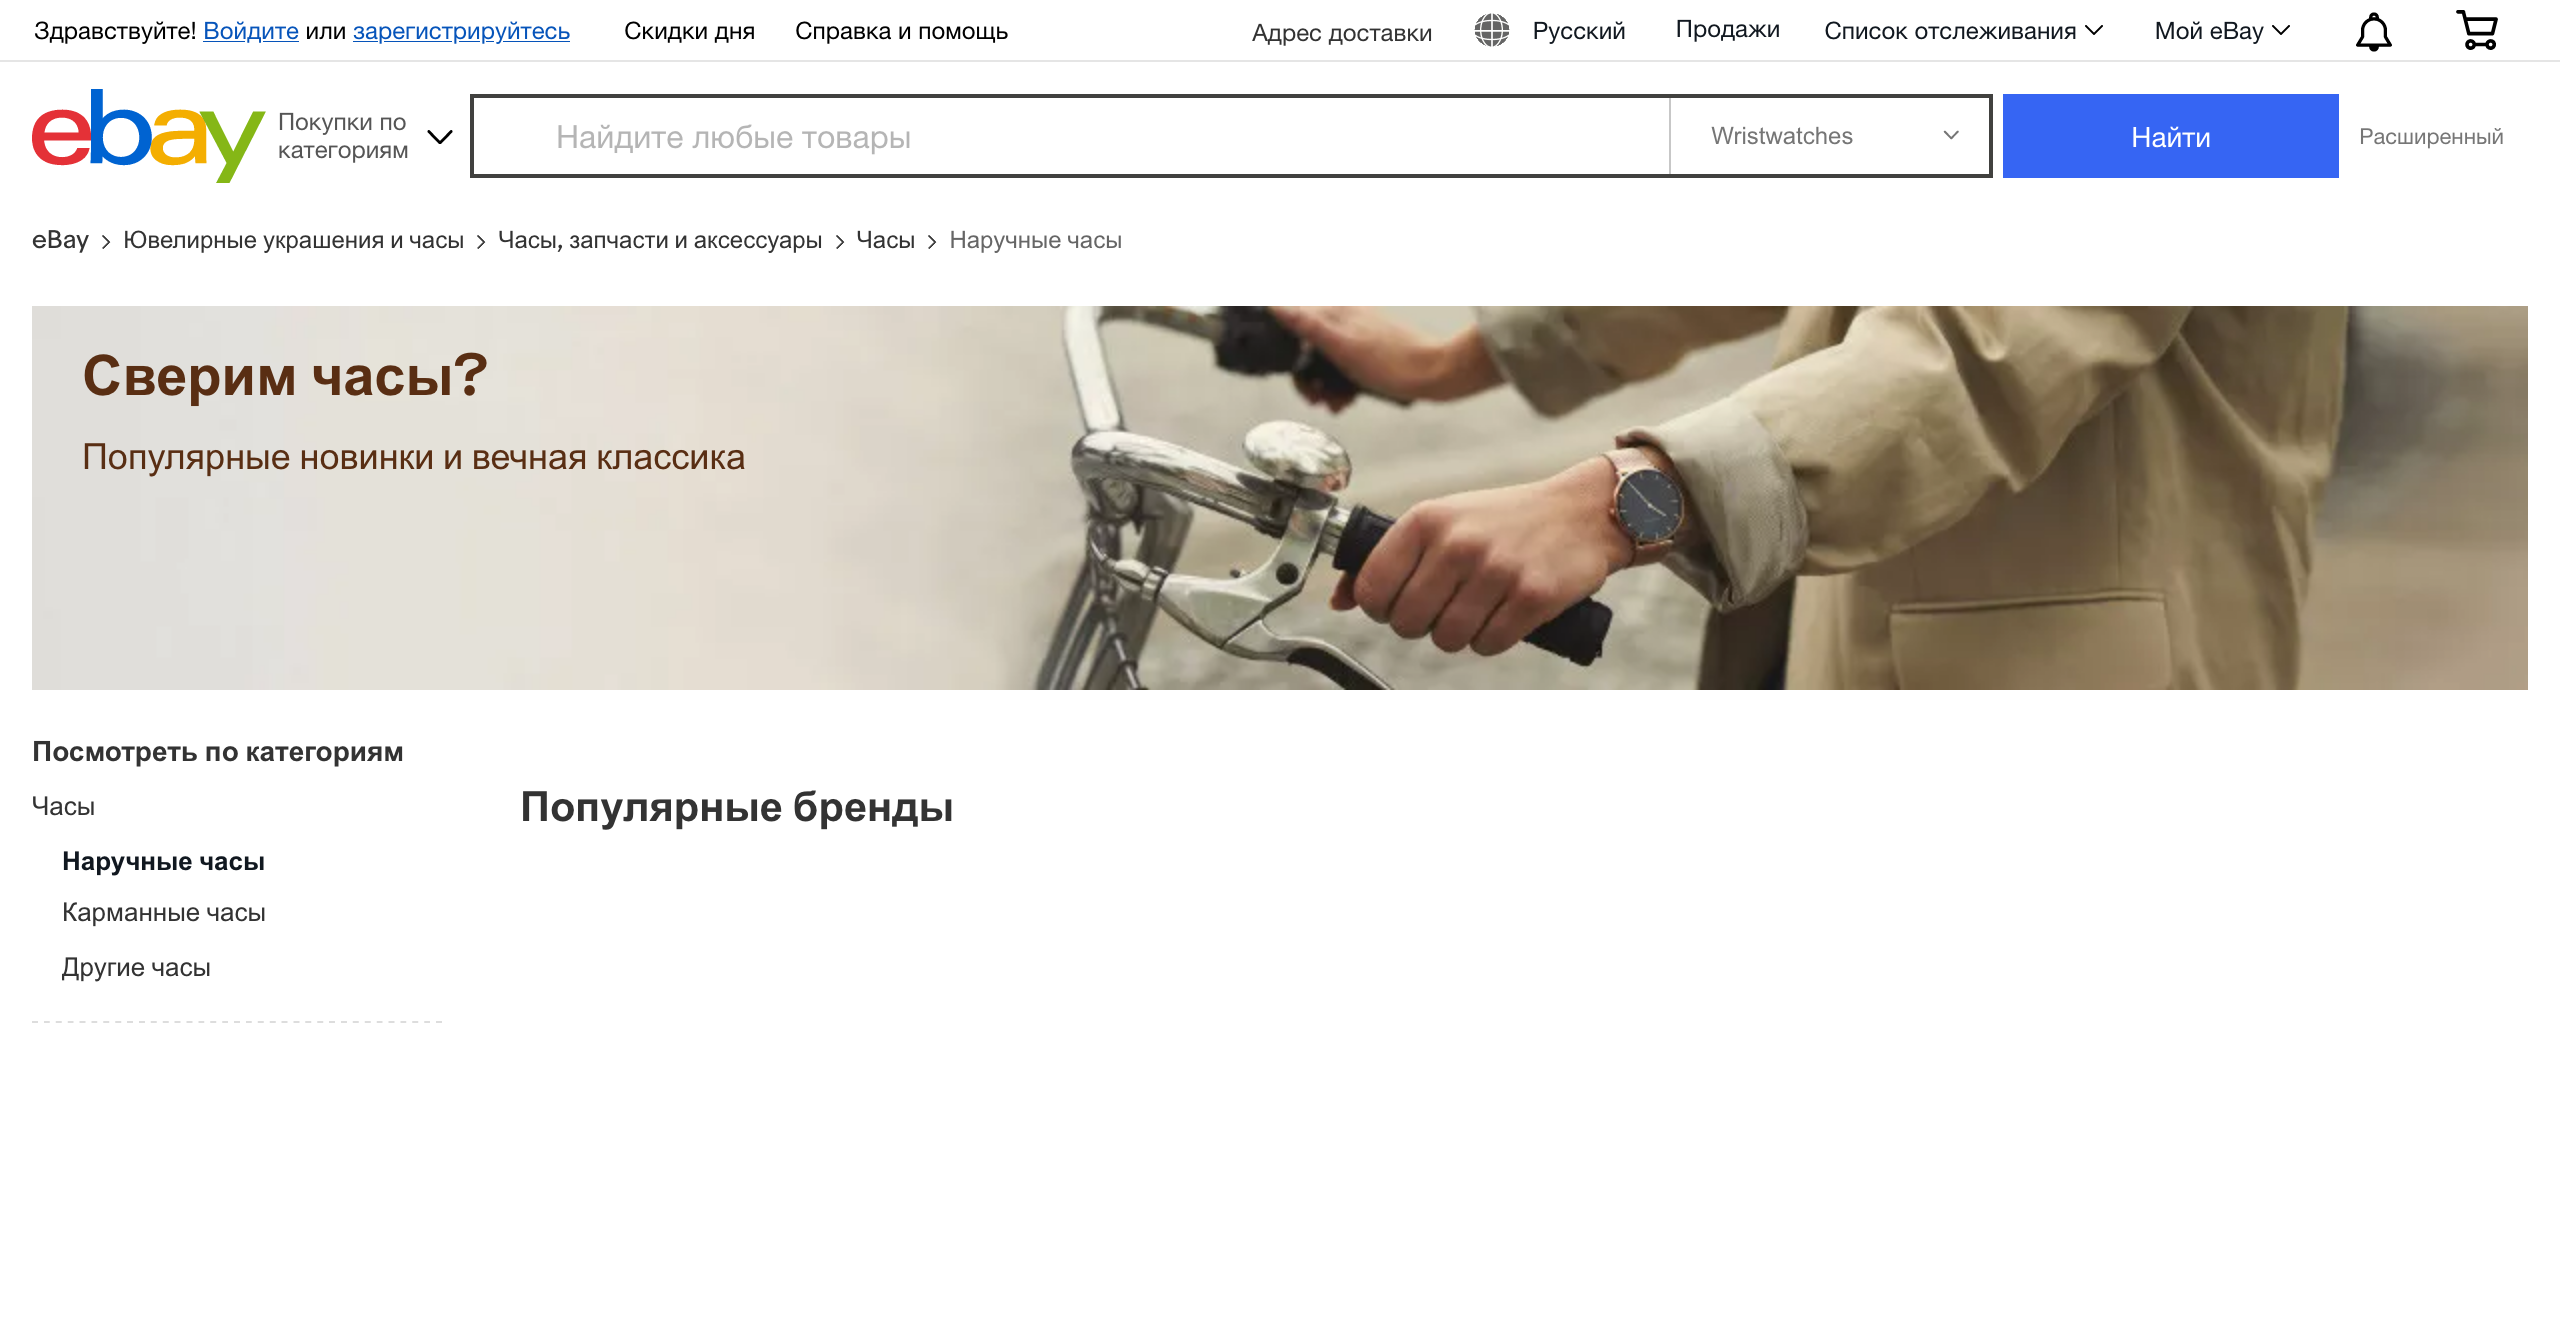 Здравствуйте! Войдите или зарегистрируйтесь Скидки дня Справка и помощь Адрес доставки Русский Продажи Список отслеживания Мой eBay
ebay
Покупки по
категориям
Найдите любые товары
Wristwatches
Найти
Расширенный
eBay > Ювелирные украшения и часы > Часы, запчасти и аксессуары > Часы > Наручные часы
Сверим часы?
Популярные новинки и вечная классика
Посмотреть по категориям
Часы
Наручные часы
Карманные часы
Другие часы
Популярные бренды